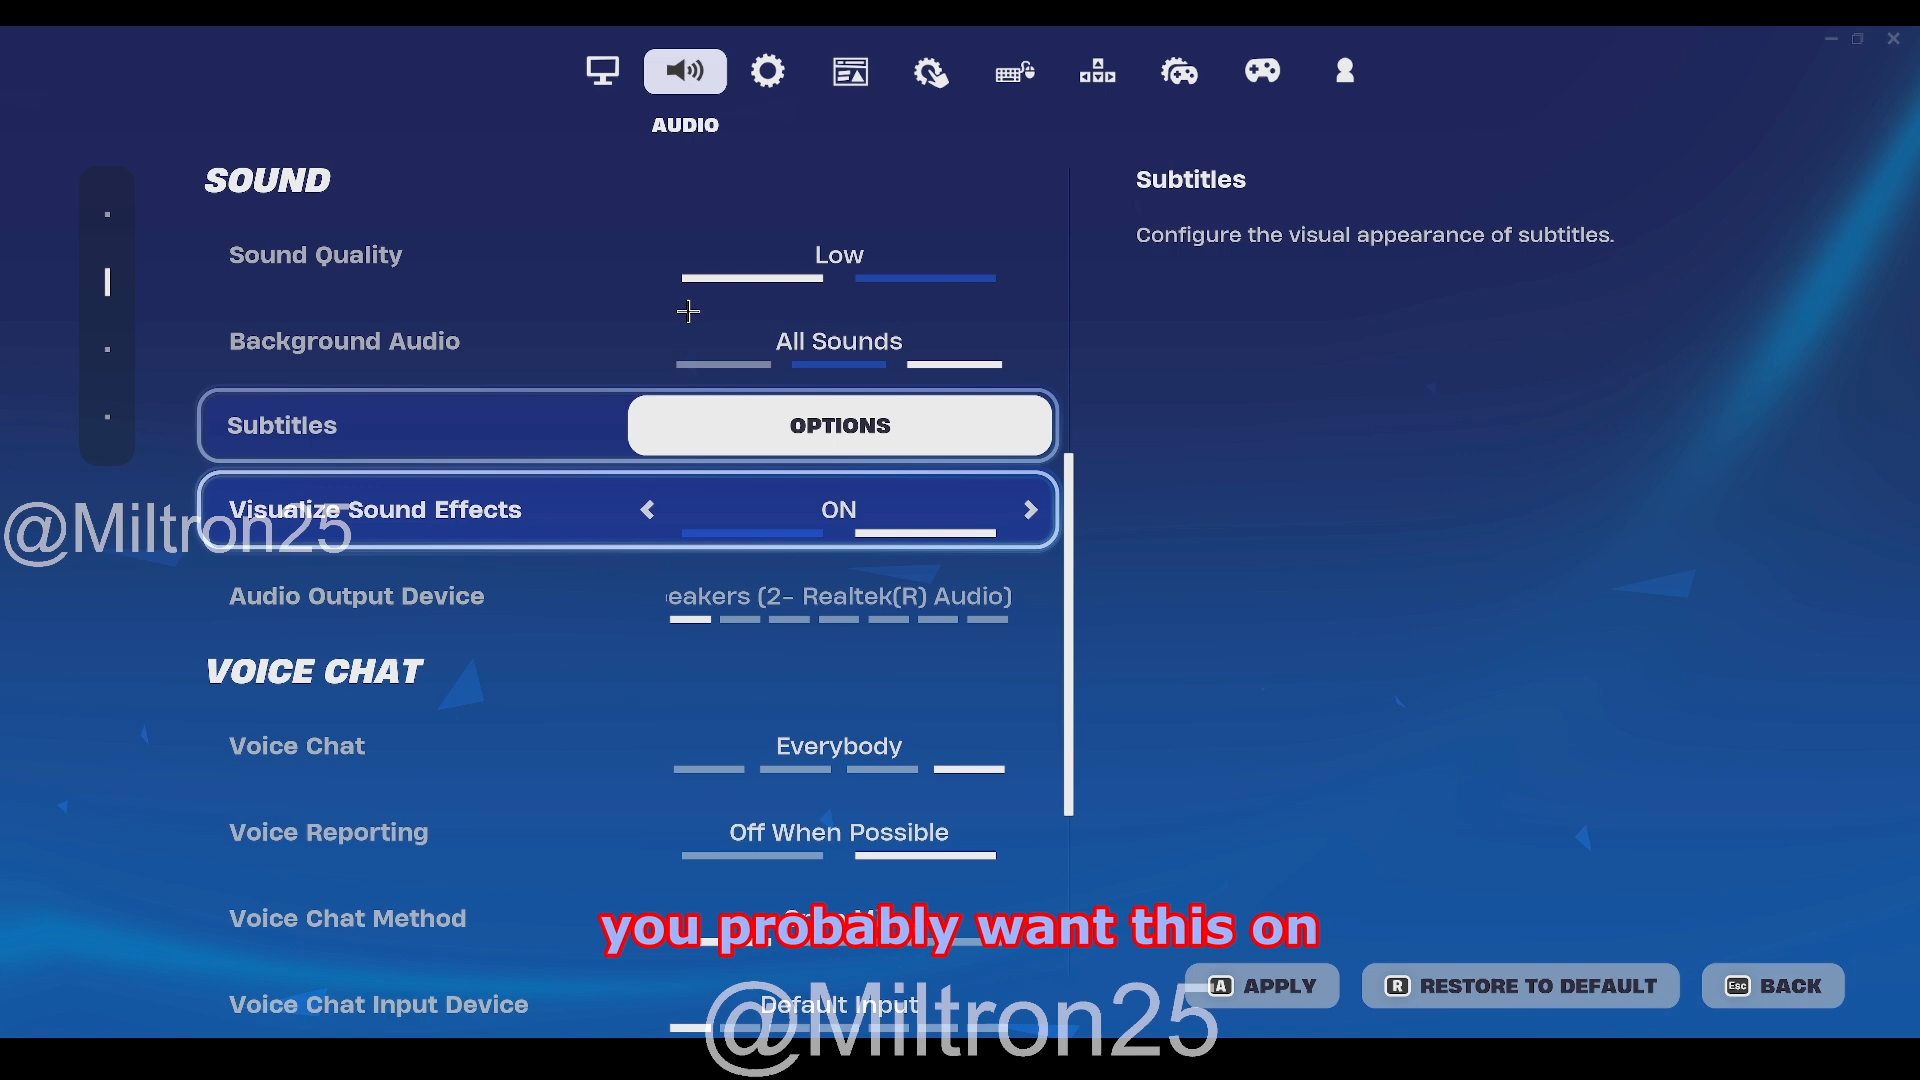 AUDIO
SOUND
Sound Quality Low
Background Audio All Sounds
Subtitles OPTIONS
Visualize Sound Effects ON
@Miltron25
Audio Output Device eakers (2- Realtek(R) Audio)
VOICE CHAT
Voice Chat Everybody
Voice Reporting Off When Possible
Voice Chat Method
you probably want this on
Voice Chat Input Device Default Input
@Miltron25
Subtitles
Configure the visual appearance of subtitles.
A APPLY R RESTORE TO DEFAULT Esc BACK